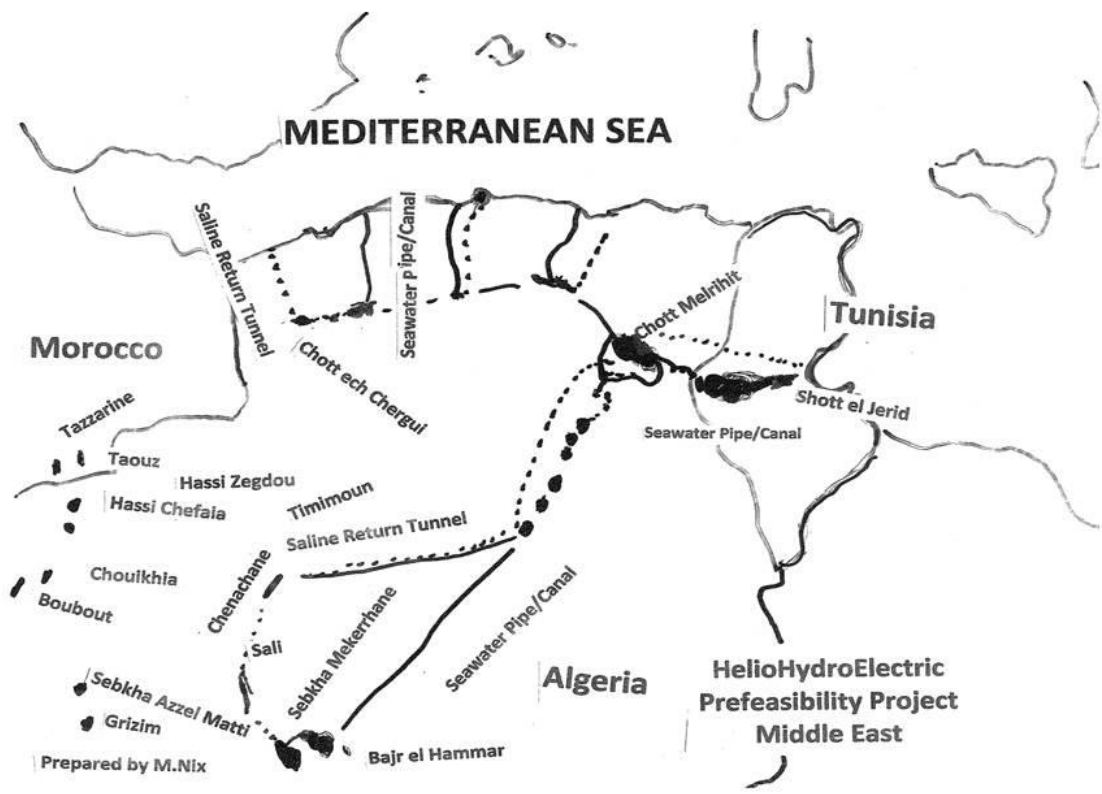 MEDITERRANEAN SEA
Saline Return Tunnel
Seawater Pipe/Canal
Chott Melrihit
Tunisia
Morocco
Chott ech Chergui
Shott el Jerid
Seawater Pipe/Canal
Tazzarine
Taouz
Hassi Zegdou
Hassi Chefaia
Timimoun
Saline Return Tunnel
Chouikhia
Boubout
Chenachane
Sali
Sebkha Mekerrhane
Seawater Pipe/Canal
Algeria
Sebkha Azzel Matti
Grizim
Bajr el Hammar
Prepared by M.Nix
HelioHydroElectric
Prefeasibility Project
Middle East